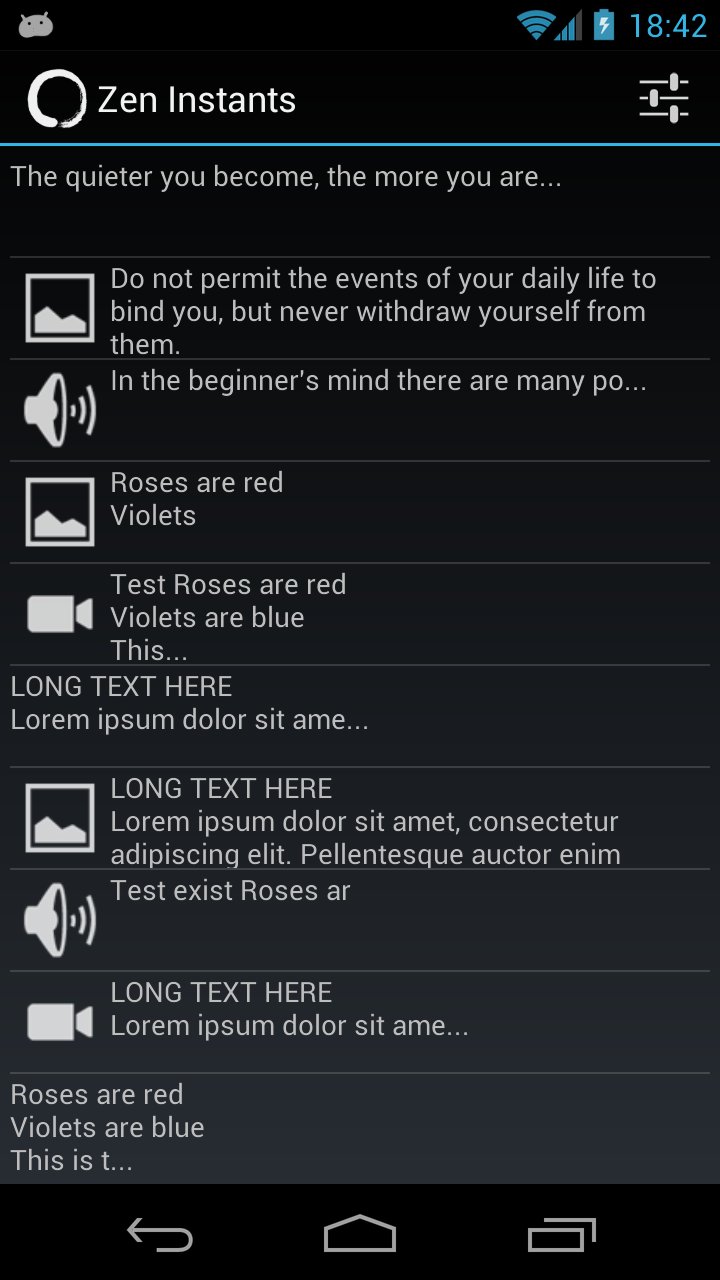 18:42
Zen Instants
The quieter you become, the more you are...
Do not permit the events of your daily life to
bind you, but never withdraw yourself from
them.
In the beginner's mind there are many po...
Roses are red
Violets
Test Roses are red
Violets are blue
This...
LONG TEXT HERE
Lorem ipsum dolor sit ame...
LONG TEXT HERE
Lorem ipsum dolor sit amet, consectetur
adipiscing elit. Pellentesque auctor enim
Test exist Roses ar
LONG TEXT HERE
Lorem ipsum dolor sit ame...
Roses are red
Violets are blue
This is t...